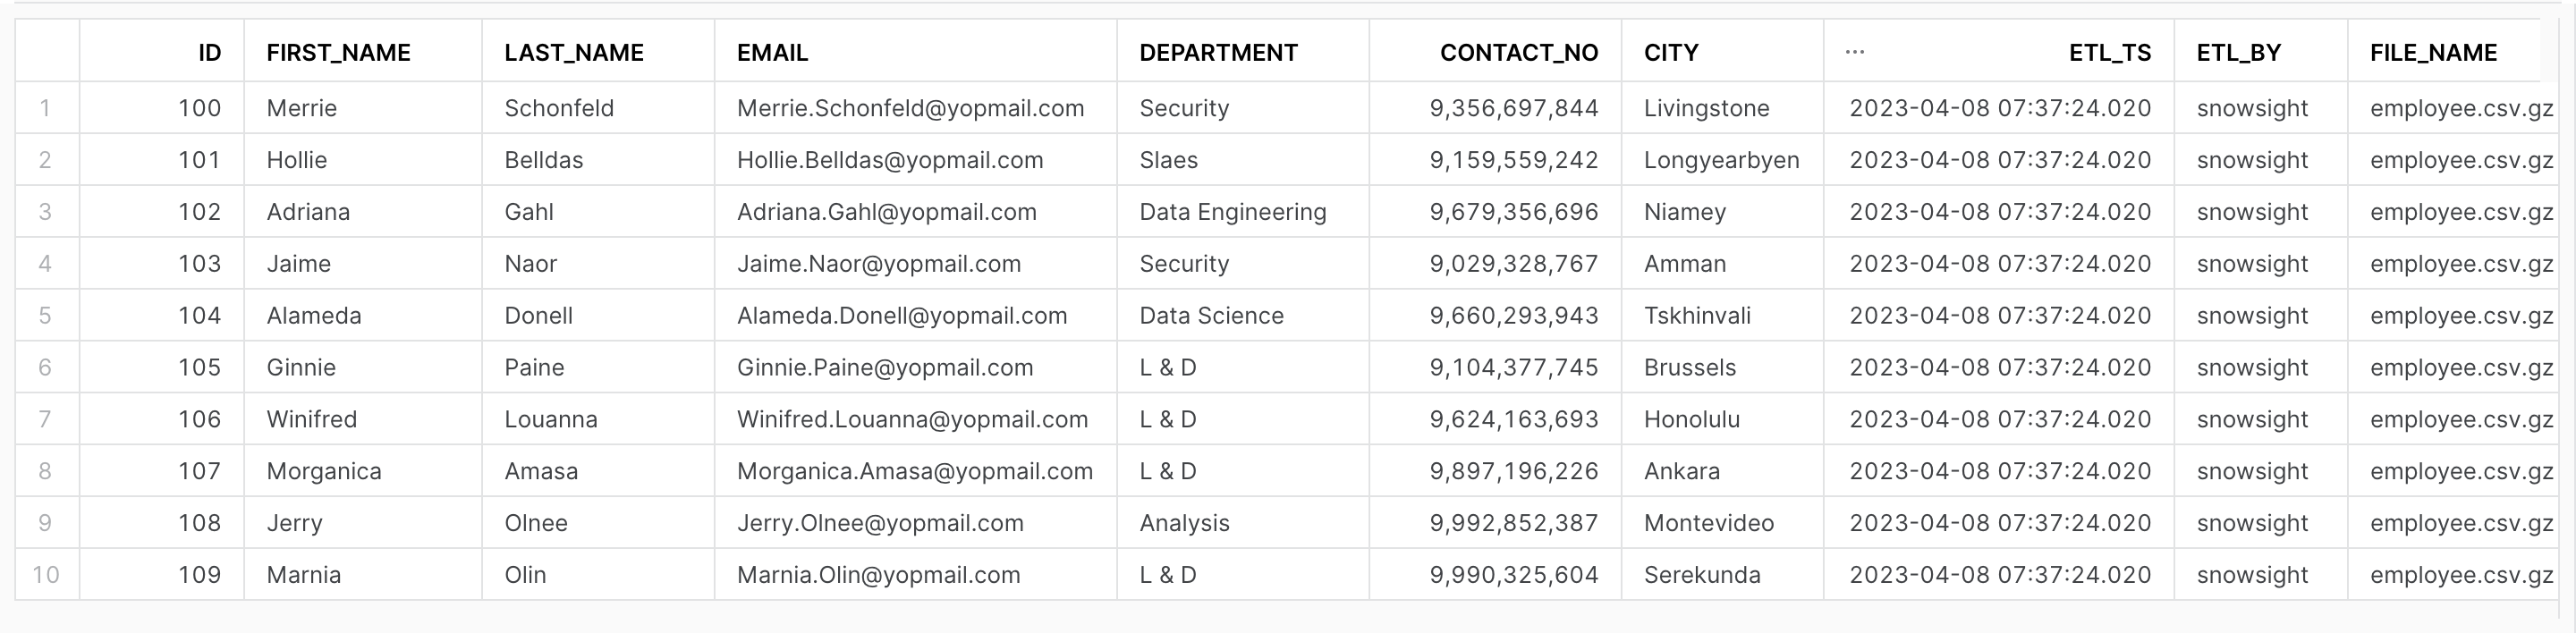 ID FIRST_NAME LAST_NAME EMAIL DEPARTMENT CONTACT_NO CITY ... ETL_TS ETL_BY FILE_NAME
1 100 Merrie Schonfeld Merrie.Schonfeld@yopmail.com Security 9,356,697,844 Livingstone 2023-04-08 07:37:24.020 snowsight employee.csv.gz
2 101 Hollie Belldas Hollie.Belldas@yopmail.com Slaes 9,159,559,242 Longyearbyen 2023-04-08 07:37:24.020 snowsight employee.csv.gz
3 102 Adriana Gahl Adriana.Gahl@yopmail.com Data Engineering 9,679,356,696 Niamey 2023-04-08 07:37:24.020 snowsight employee.csv.gz
4 103 Jaime Naor Jaime.Naor@yopmail.com Security 9,029,328,767 Amman 2023-04-08 07:37:24.020 snowsight employee.csv.gz
5 104 Alameda Donell Alameda.Donell@yopmail.com Data Science 9,660,293,943 Tskhinvali 2023-04-08 07:37:24.020 snowsight employee.csv.gz
6 105 Ginnie Paine Ginnie.Paine@yopmail.com L & D 9,104,377,745 Brussels 2023-04-08 07:37:24.020 snowsight employee.csv.gz
7 106 Winifred Louanna Winifred.Louanna@yopmail.com L & D 9,624,163,693 Honolulu 2023-04-08 07:37:24.020 snowsight employee.csv.gz
8 107 Morganica Amasa Morganica.Amasa@yopmail.com L & D 9,897,196,226 Ankara 2023-04-08 07:37:24.020 snowsight employee.csv.gz
9 108 Jerry Olnee Jerry.Olnee@yopmail.com Analysis 9,992,852,387 Montevideo 2023-04-08 07:37:24.020 snowsight employee.csv.gz
10 109 Marnia Olin Marnia.Olin@yopmail.com L & D 9,990,325,604 Serekunda 2023-04-08 07:37:24.020 snowsight employee.csv.gz